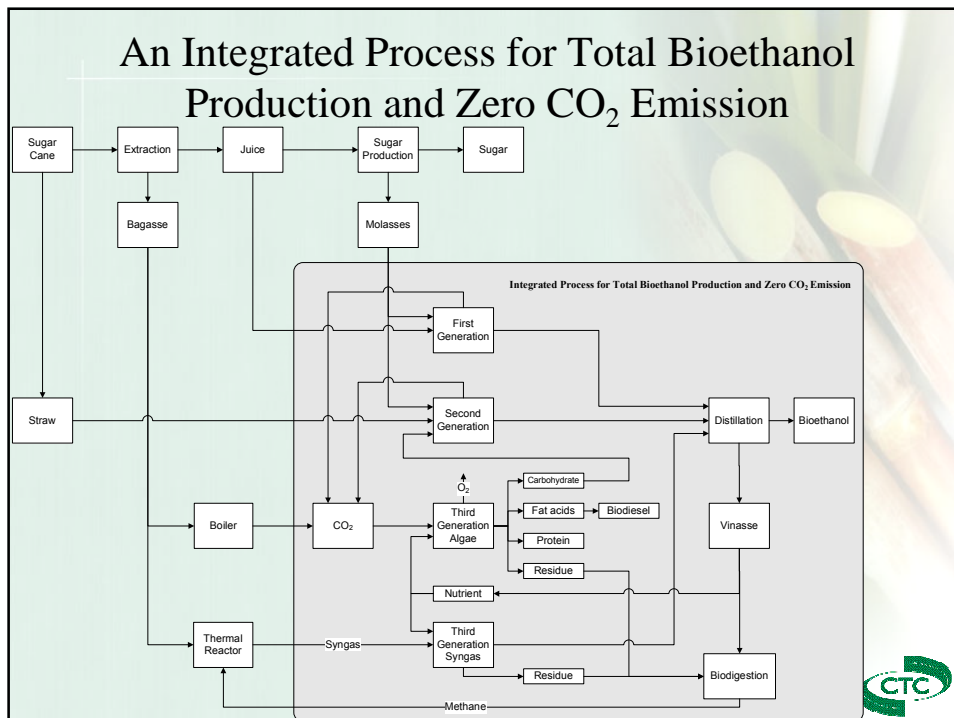 An Integrated Process for Total Bioethanol
Production and Zero CO₂ Emission
Sugar
Cane
Extraction
Juice
Sugar
Production
Sugar
Bagasse
Molasses
Integrated Process for Total Bioethanol Production and Zero CO₂ Emission
First
Generation
Straw
Second
Generation
Distillation
Bioethanol
O₂
Carbohydrate
Boiler
CO₂
Third
Generation
Algae
Fat acids
Biodiesel
Vinasse
Protein
Residue
Nutrient
Thermal
Reactor
Syngas
Third
Generation
Syngas
Residue
Biodigestion
Methane
CTC